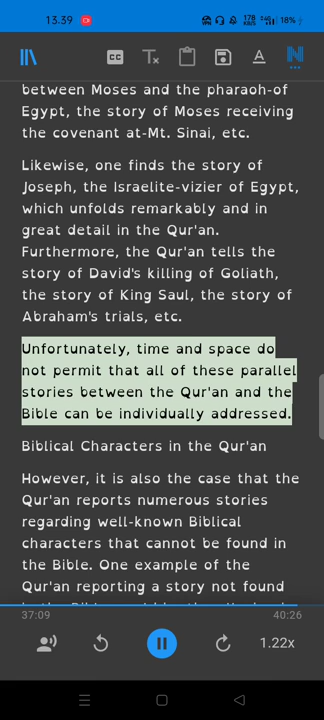 13.39
178 KB/S
18%
CC
between Moses and the pharaoh-of
Egypt, the story of Moses receiving
the covenant at-Mt. Sinai, etc.
Likewise, one finds the story of
Joseph, the Israelite-vizier of Egypt,
which unfolds remarkably and in
great detail in the Qur'an.
Furthermore, the Qur'an tells the
story of David's killing of Goliath,
the story of King Saul, the story of
Abraham's trials, etc.
Unfortunately, time and space do
not permit that all of these parallel
stories between the Qur'an and the
Bible can be individually addressed.
Biblical Characters in the Qur'an
However, it is also the case that the
Qur'an reports numerous stories
regarding well-known Biblical
characters that cannot be found in
the Bible. One example of the
Qur'an reporting a story not found
37:09
40:26
1.22x